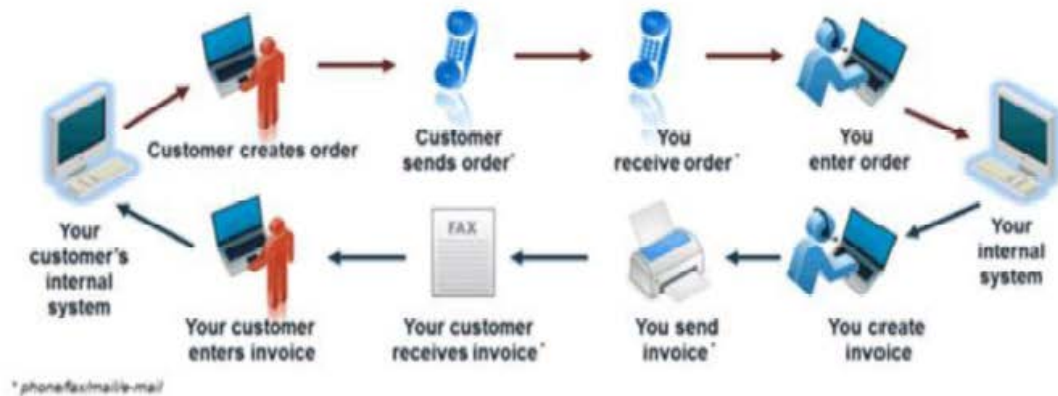 Customer creates order
Customer
sends order*
You
receive order*
You
enter order
Your
customer's
internal
system
FAX
Your
internal
system
Your customer
enters invoice
Your customer
receives invoice*
You send
invoice*
You create
invoice
* phone/fax/mail/e-mail